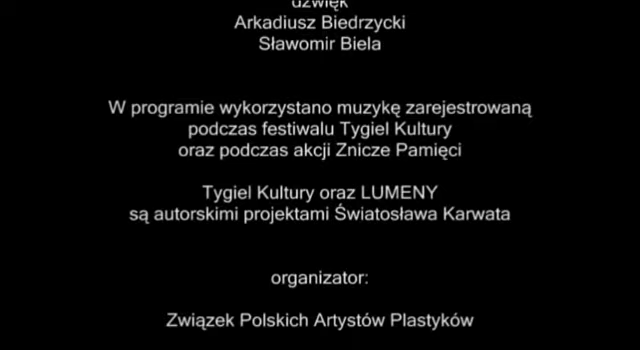 dźwięk
Arkadiusz Biedrzycki
Sławomir Biela
W programie wykorzystano muzykę zarejestrowaną
podczas festiwalu Tygiel Kultury
oraz podczas akcji Znicze Pamięci
Tygiel Kultury oraz LUMENY
są autorskimi projektami Światosława Karwata
organizator:
Związek Polskich Artystów Plastyków